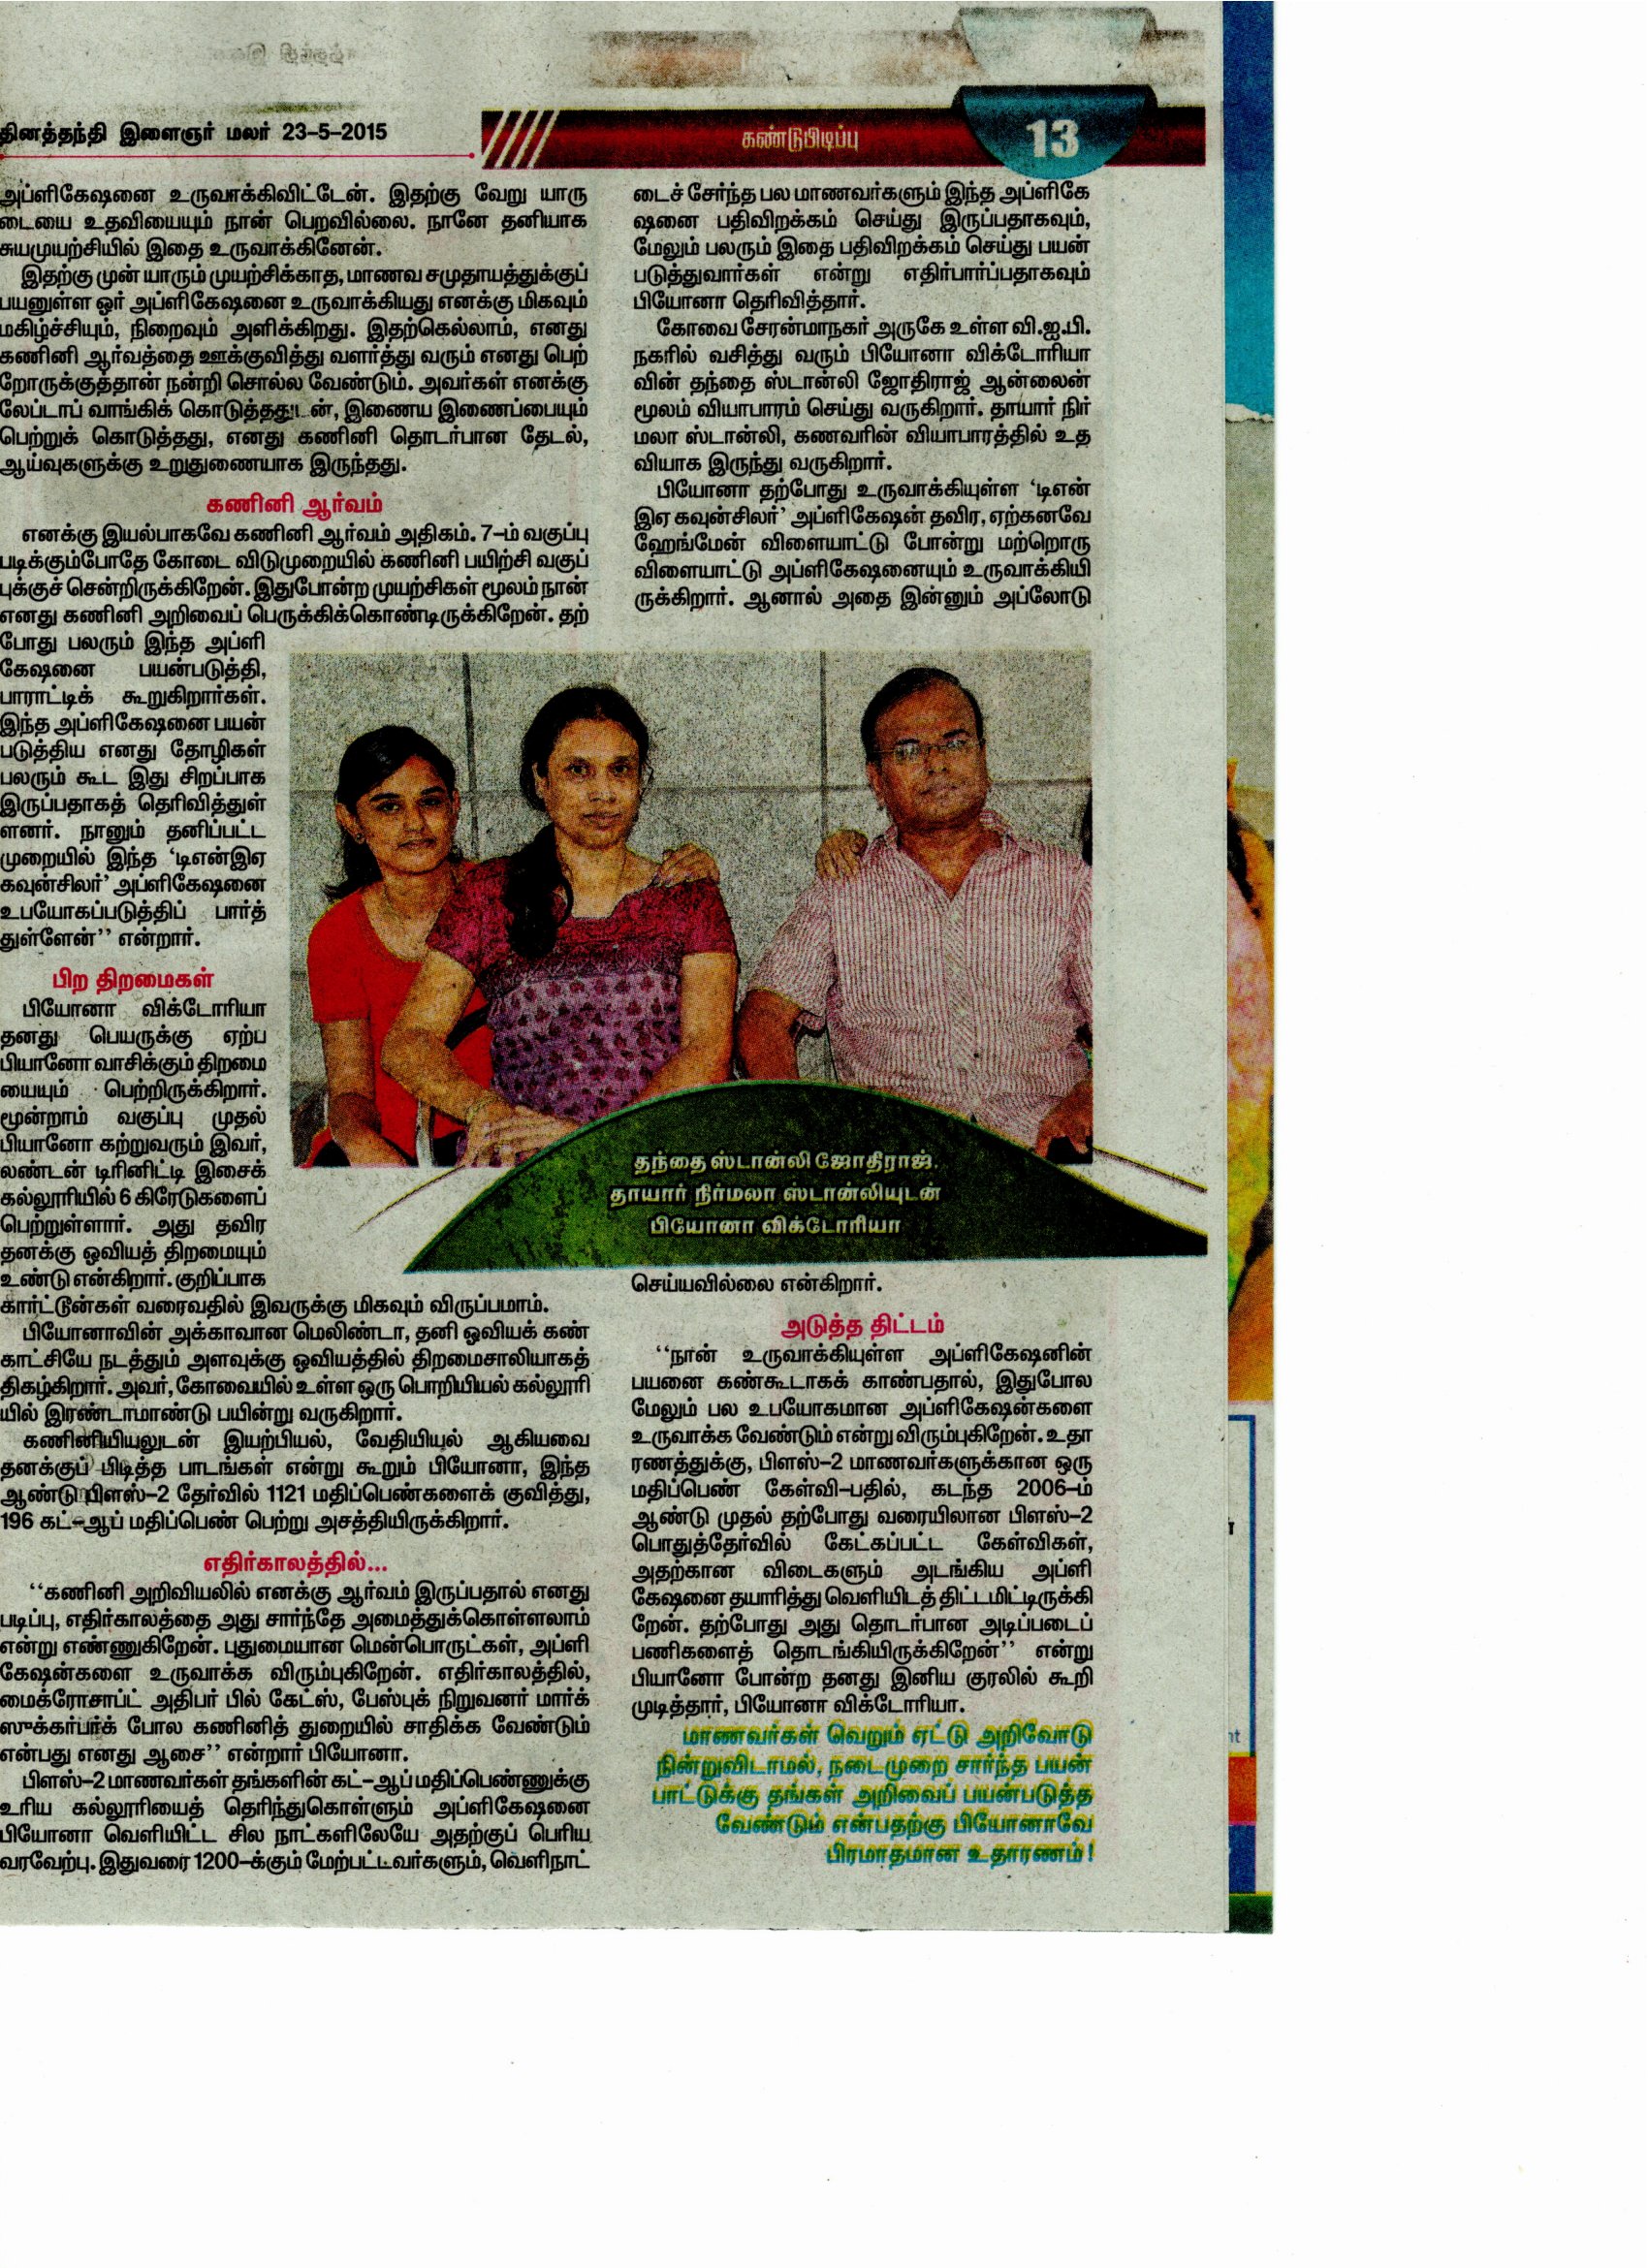 தினத்தந்தி இளைஞர் மலர் 23-5-2015
கண்டுபிடிப்பு
13
அப்ளிகேஷனை உருவாக்கிவிட்டேன். இதற்கு வேறு யாரு
டையை உதவியையும் நான் பெறவில்லை. நானே தனியாக
சுயமுயற்சியில் இதை உருவாக்கினேன்.
இதற்கு முன் யாரும் முயற்சிக்காத, மாணவ சமுதாயத்துக்குப்
பயனுள்ள ஓர் அப்ளிகேஷனை உருவாக்கியது எனக்கு மிகவும்
மகிழ்ச்சியும், நிறைவும் அளிக்கிறது. இதற்கெல்லாம், எனது
கணினி ஆர்வத்தை ஊக்குவித்து வளர்த்து வரும் எனது பெற்
றோருக்குத்தான் நன்றி சொல்ல வேண்டும். அவர்கள் எனக்கு
லேப்டாப் வாங்கிக் கொடுத்ததுடன், இணைய இணைப்பையும்
பெற்றுக் கொடுத்தது, எனது கணினி தொடர்பான தேடல்,
ஆய்வுகளுக்கு உறுதுணையாக இருந்தது.
கணினி ஆர்வம்
எனக்கு இயல்பாகவே கணினி ஆர்வம் அதிகம். 7-ம் வகுப்பு
படிக்கும்போதே கோடை விடுமுறையில் கணினி பயிற்சி வகுப்
புக்குச் சென்றிருக்கிறேன். இதுபோன்ற முயற்சிகள் மூலம் நான்
எனது கணினி அறிவைப் பெருக்கிக்கொண்டிருக்கிறேன். தற்
போது பலரும் இந்த அப்ளி
கேஷனை பயன்படுத்தி,
பாராட்டிக் கூறுகிறார்கள்.
இந்த அப்ளிகேஷனை பயன்
படுத்திய எனது தோழிகள்
பலரும் கூட இது சிறப்பாக
இருப்பதாகத் தெரிவித்துள்
ளனர். நானும் தனிப்பட்ட
முறையில் இந்த ‘டிஎன்இஏ
கவுன்சிலர்’ அப்ளிகேஷனை
உபயோகப்படுத்திப் பார்த்
துள்ளேன்’’ என்றார்.
பிற திறமைகள்
பியோனா விக்டோரியா
தனது பெயருக்கு ஏற்ப
பியானோ வாசிக்கும் திறமை
யையும் பெற்றிருக்கிறார்.
மூன்றாம் வகுப்பு முதல்
பியானோ கற்றுவரும் இவர்,
லண்டன் டிரினிட்டி இசைக்
கல்லூரியில் 6 கிரேடுகளைப்
பெற்றுள்ளார். அது தவிர
தனக்கு ஓவியத் திறமையும்
உண்டு என்கிறார். குறிப்பாக
கார்ட்டூன்கள் வரைவதில் இவருக்கு மிகவும் விருப்பமாம்.
பியோனாவின் அக்காவான மெலிண்டா, தனி ஓவியக் கண்
காட்சியே நடத்தும் அளவுக்கு ஓவியத்தில் திறமைசாலியாகத்
திகழ்கிறார். அவர், கோவையில் உள்ள ஒரு பொறியியல் கல்லூரி
யில் இரண்டாமாண்டு பயின்று வருகிறார்.
கணினியியலுடன் இயற்பியல், வேதியியல் ஆகியவை
தனக்குப் பிடித்த பாடங்கள் என்று கூறும் பியோனா, இந்த
ஆண்டு பிளஸ்-2 தேர்வில் 1121 மதிப்பெண்களைக் குவித்து,
196 கட்-ஆப் மதிப்பெண் பெற்று அசத்தியிருக்கிறார்.
எதிர்காலத்தில்...
‘‘கணினி அறிவியலில் எனக்கு ஆர்வம் இருப்பதால் எனது
படிப்பு, எதிர்காலத்தை அது சார்ந்தே அமைத்துக்கொள்ளலாம்
என்று எண்ணுகிறேன். புதுமையான மென்பொருட்கள், அப்ளி
கேஷன்களை உருவாக்க விரும்புகிறேன். எதிர்காலத்தில்,
மைக்ரோசாப்ட் அதிபர் பில் கேட்ஸ், பேஸ்புக் நிறுவனர் மார்க்
ஸுக்கர்பர்க் போல கணினித் துறையில் சாதிக்க வேண்டும்
என்பது எனது ஆசை’’ என்றார் பியோனா.
பிளஸ்-2 மாணவர்கள் தங்களின் கட்-ஆப் மதிப்பெண்ணுக்கு
உரிய கல்லூரியைத் தெரிந்துகொள்ளும் அப்ளிகேஷனை
பியோனா வெளியிட்ட சில நாட்களிலேயே அதற்குப் பெரிய
வரவேற்பு. இதுவரை 1200-க்கும் மேற்பட்டவர்களும், வெளிநாட்
டைச் சேர்ந்த பல மாணவர்களும் இந்த அப்ளிகே
ஷனை பதிவிறக்கம் செய்து இருப்பதாகவும்,
மேலும் பலரும் இதை பதிவிறக்கம் செய்து பயன்
படுத்துவார்கள் என்று எதிர்பார்ப்பதாகவும்
பியோனா தெரிவித்தார்.
கோவை சேரன்மாநகர் அருகே உள்ள வி.ஐ.பி.
நகரில் வசித்து வரும் பியோனா விக்டோரியா
வின் தந்தை ஸ்டான்லி ஜோதிராஜ் ஆன்லைன்
மூலம் வியாபாரம் செய்து வருகிறார். தாயார் நிர்
மலா ஸ்டான்லி, கணவரின் வியாபாரத்தில் உத
வியாக இருந்து வருகிறார்.
பியோனா தற்போது உருவாக்கியுள்ள ‘டிஎன்
இஏ கவுன்சிலர்’ அப்ளிகேஷன் தவிர, ஏற்கனவே
ஹேங்மேன் விளையாட்டு போன்று மற்றொரு
விளையாட்டு அப்ளிகேஷனையும் உருவாக்கியி
ருக்கிறார். ஆனால் அதை இன்னும் அப்லோடு
தந்தை ஸ்டான்லி ஜோதிராஜ்.
தாயார் நிர்மலா ஸ்டான்லியுடன்
பியோனா விக்டோரியா
செய்யவில்லை என்கிறார்.
அடுத்த திட்டம்
‘‘நான் உருவாக்கியுள்ள அப்ளிகேஷனின்
பயனை கண்கூடாகக் காண்பதால், இதுபோல
மேலும் பல உபயோகமான அப்ளிகேஷன்களை
உருவாக்க வேண்டும் என்று விரும்புகிறேன். உதா
ரணத்துக்கு, பிளஸ்-2 மாணவர்களுக்கான ஒரு
மதிப்பெண் கேள்வி-பதில், கடந்த 2006-ம்
ஆண்டு முதல் தற்போது வரையிலான பிளஸ்-2
பொதுத்தேர்வில் கேட்கப்பட்ட கேள்விகள்,
அதற்கான விடைகளும் அடங்கிய அப்ளி
கேஷனை தயாரித்து வெளியிடத் திட்டமிட்டிருக்கி
றேன். தற்போது அது தொடர்பான அடிப்படைப்
பணிகளைத் தொடங்கியிருக்கிறேன்’’ என்று
பியானோ போன்ற தனது இனிய குரலில் கூறி
முடித்தார், பியோனா விக்டோரியா.
மாணவர்கள் வெறும் ஏட்டு அறிவோடு
நின்றுவிடாமல், நடைமுறை சார்ந்த பயன்
பாட்டுக்கு தங்கள் அறிவைப் பயன்படுத்த
வேண்டும் என்பதற்கு பியோனாவே
பிரமாதமான உதாரணம்!